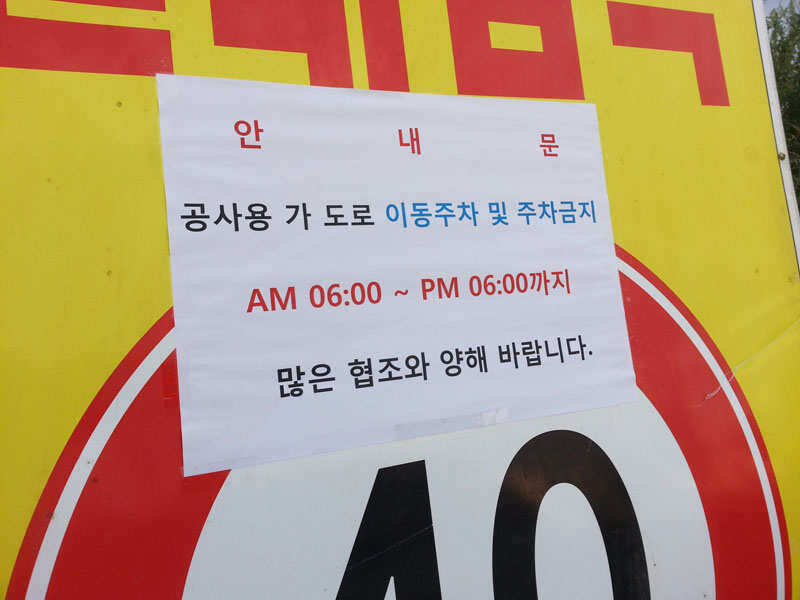 안 내 문
공사용 가 도로 이동주차 및 주차금지
AM 06:00 ~ PM 06:00까지
많은 협조와 양해 바랍니다.
40